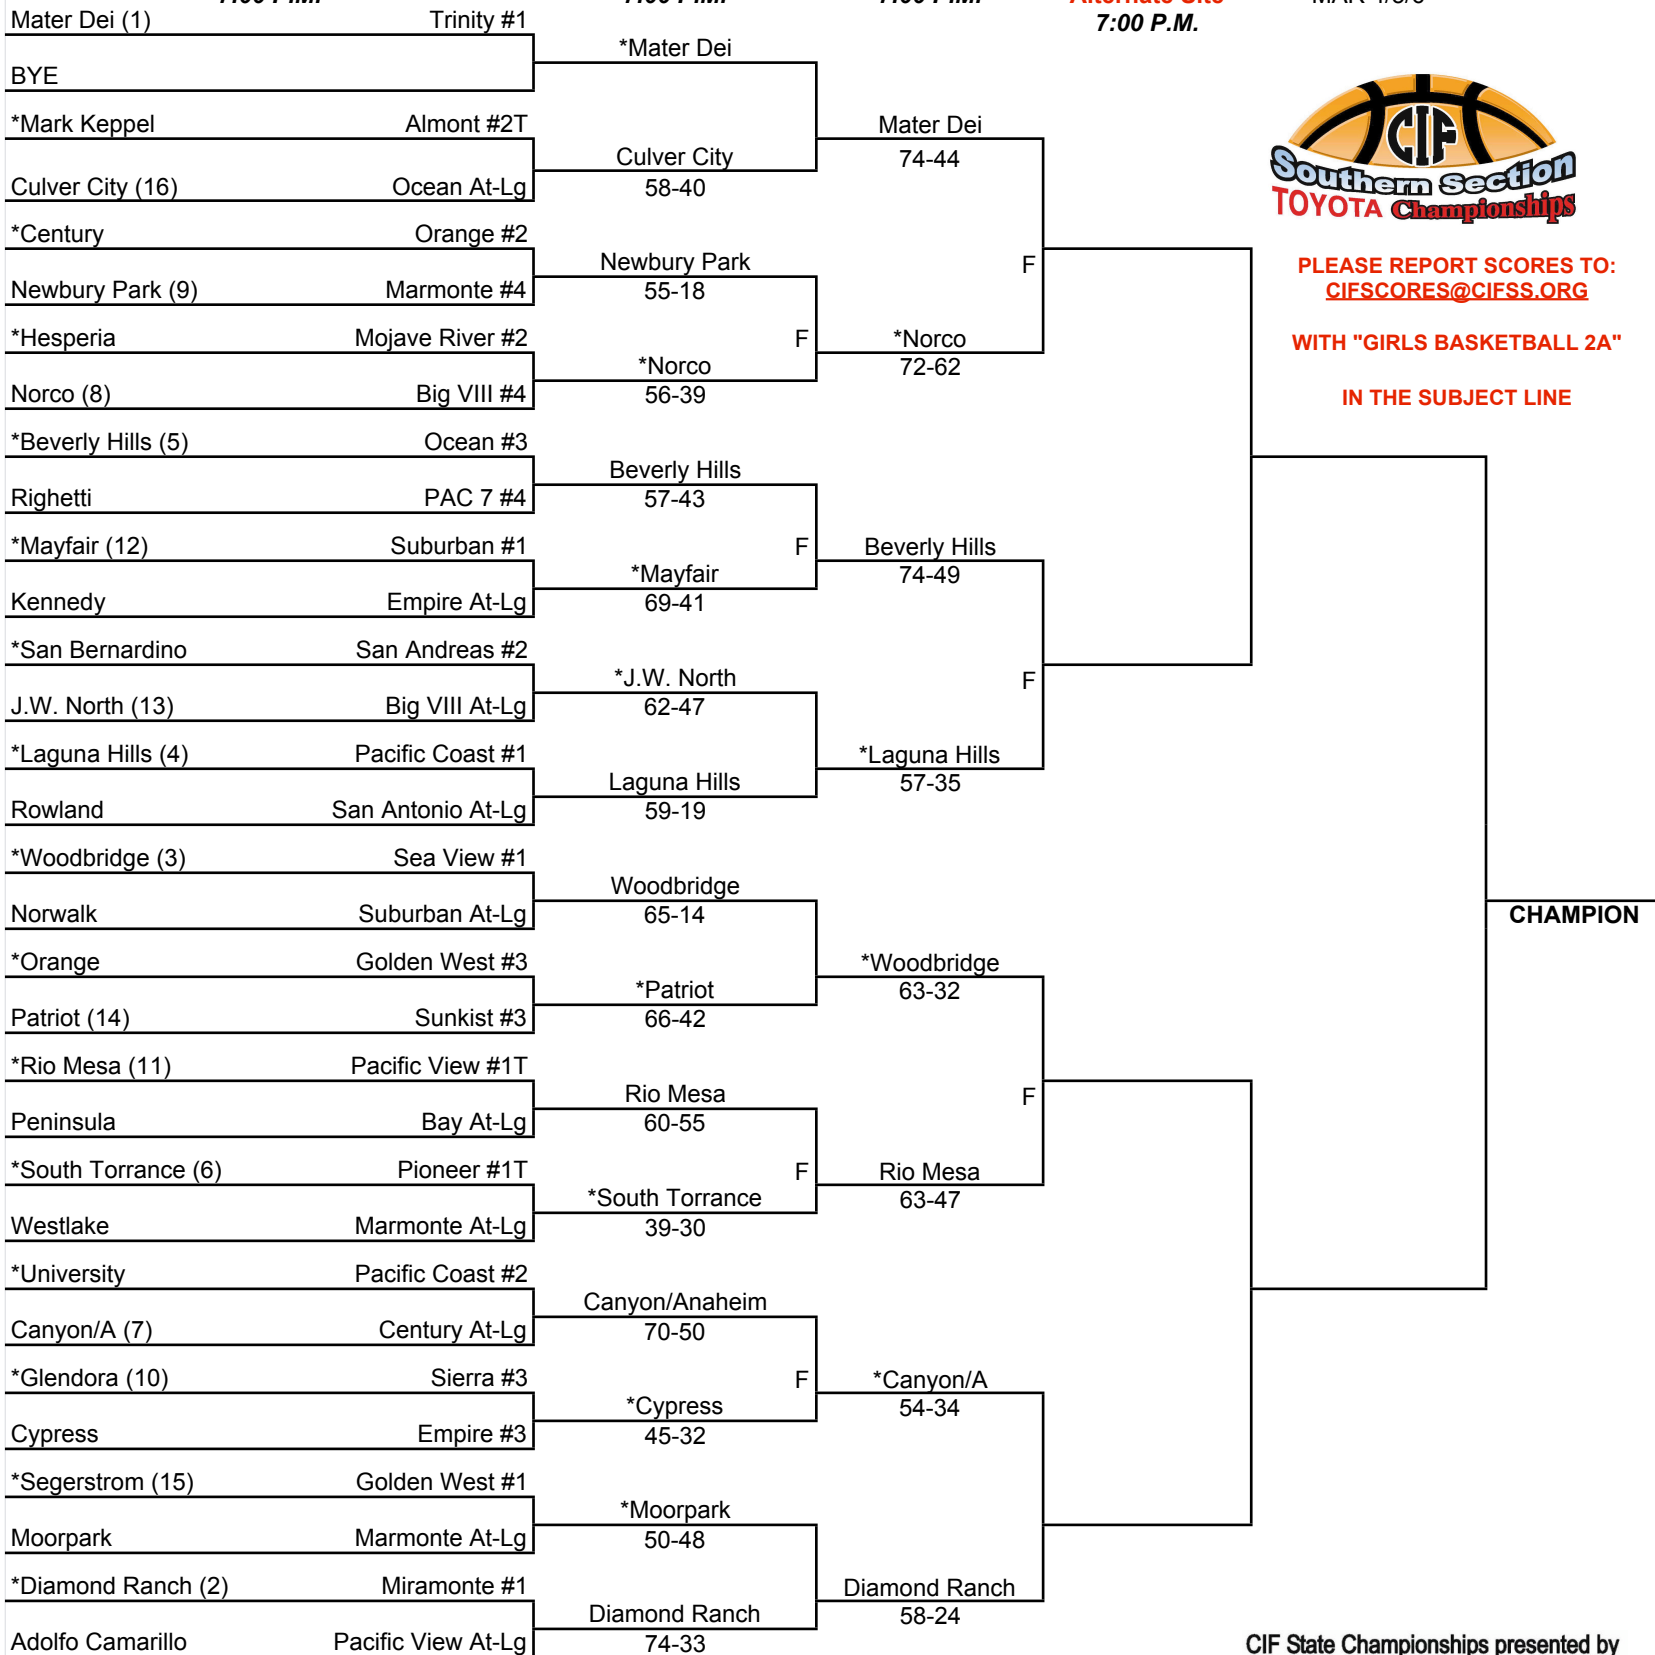 7:00 P.M. 7:00 P.M. 7:00 P.M. Alternate Site MAR 4/5/6
7:00 P.M.
Mater Dei (1) Trinity #1
BYE
*Mark Keppel Almont #2T
Culver City (16) Ocean At-Lg
*Century Orange #2
Newbury Park (9) Marmonte #4
*Hesperia Mojave River #2
Norco (8) Big VIII #4
*Beverly Hills (5) Ocean #3
Righetti PAC 7 #4
*Mayfair (12) Suburban #1
Kennedy Empire At-Lg
*San Bernardino San Andreas #2
J.W. North (13) Big VIII At-Lg
*Laguna Hills (4) Pacific Coast #1
Rowland San Antonio At-Lg
*Woodbridge (3) Sea View #1
Norwalk Suburban At-Lg
*Orange Golden West #3
Patriot (14) Sunkist #3
*Rio Mesa (11) Pacific View #1T
Peninsula Bay At-Lg
*South Torrance (6) Pioneer #1T
Westlake Marmonte At-Lg
*University Pacific Coast #2
Canyon/A (7) Century At-Lg
*Glendora (10) Sierra #3
Cypress Empire #3
*Segerstrom (15) Golden West #1
Moorpark Marmonte At-Lg
*Diamond Ranch (2) Miramonte #1
Adolfo Camarillo Pacific View At-Lg
*Mater Dei
Culver City
58-40
Newbury Park
55-18
F
*Norco
56-39
Beverly Hills
57-43
F
*Mayfair
69-41
*J.W. North
62-47
Laguna Hills
59-19
Woodbridge
65-14
*Patriot
66-42
Rio Mesa
60-55
F
*South Torrance
39-30
Canyon/Anaheim
70-50
F
*Cypress
45-32
*Moorpark
50-48
Diamond Ranch
74-33
Mater Dei
74-44
F
*Norco
72-62
Beverly Hills
74-49
F
*Laguna Hills
57-35
*Woodbridge
63-32
F
Rio Mesa
63-47
*Canyon/A
54-34
Diamond Ranch
58-24
CIF
Southern Section
TOYOTA Championships
PLEASE REPORT SCORES TO:
CIFSCORES@CIFSS.ORG
WITH "GIRLS BASKETBALL 2A"
IN THE SUBJECT LINE
CHAMPION
CIF State Championships presented by